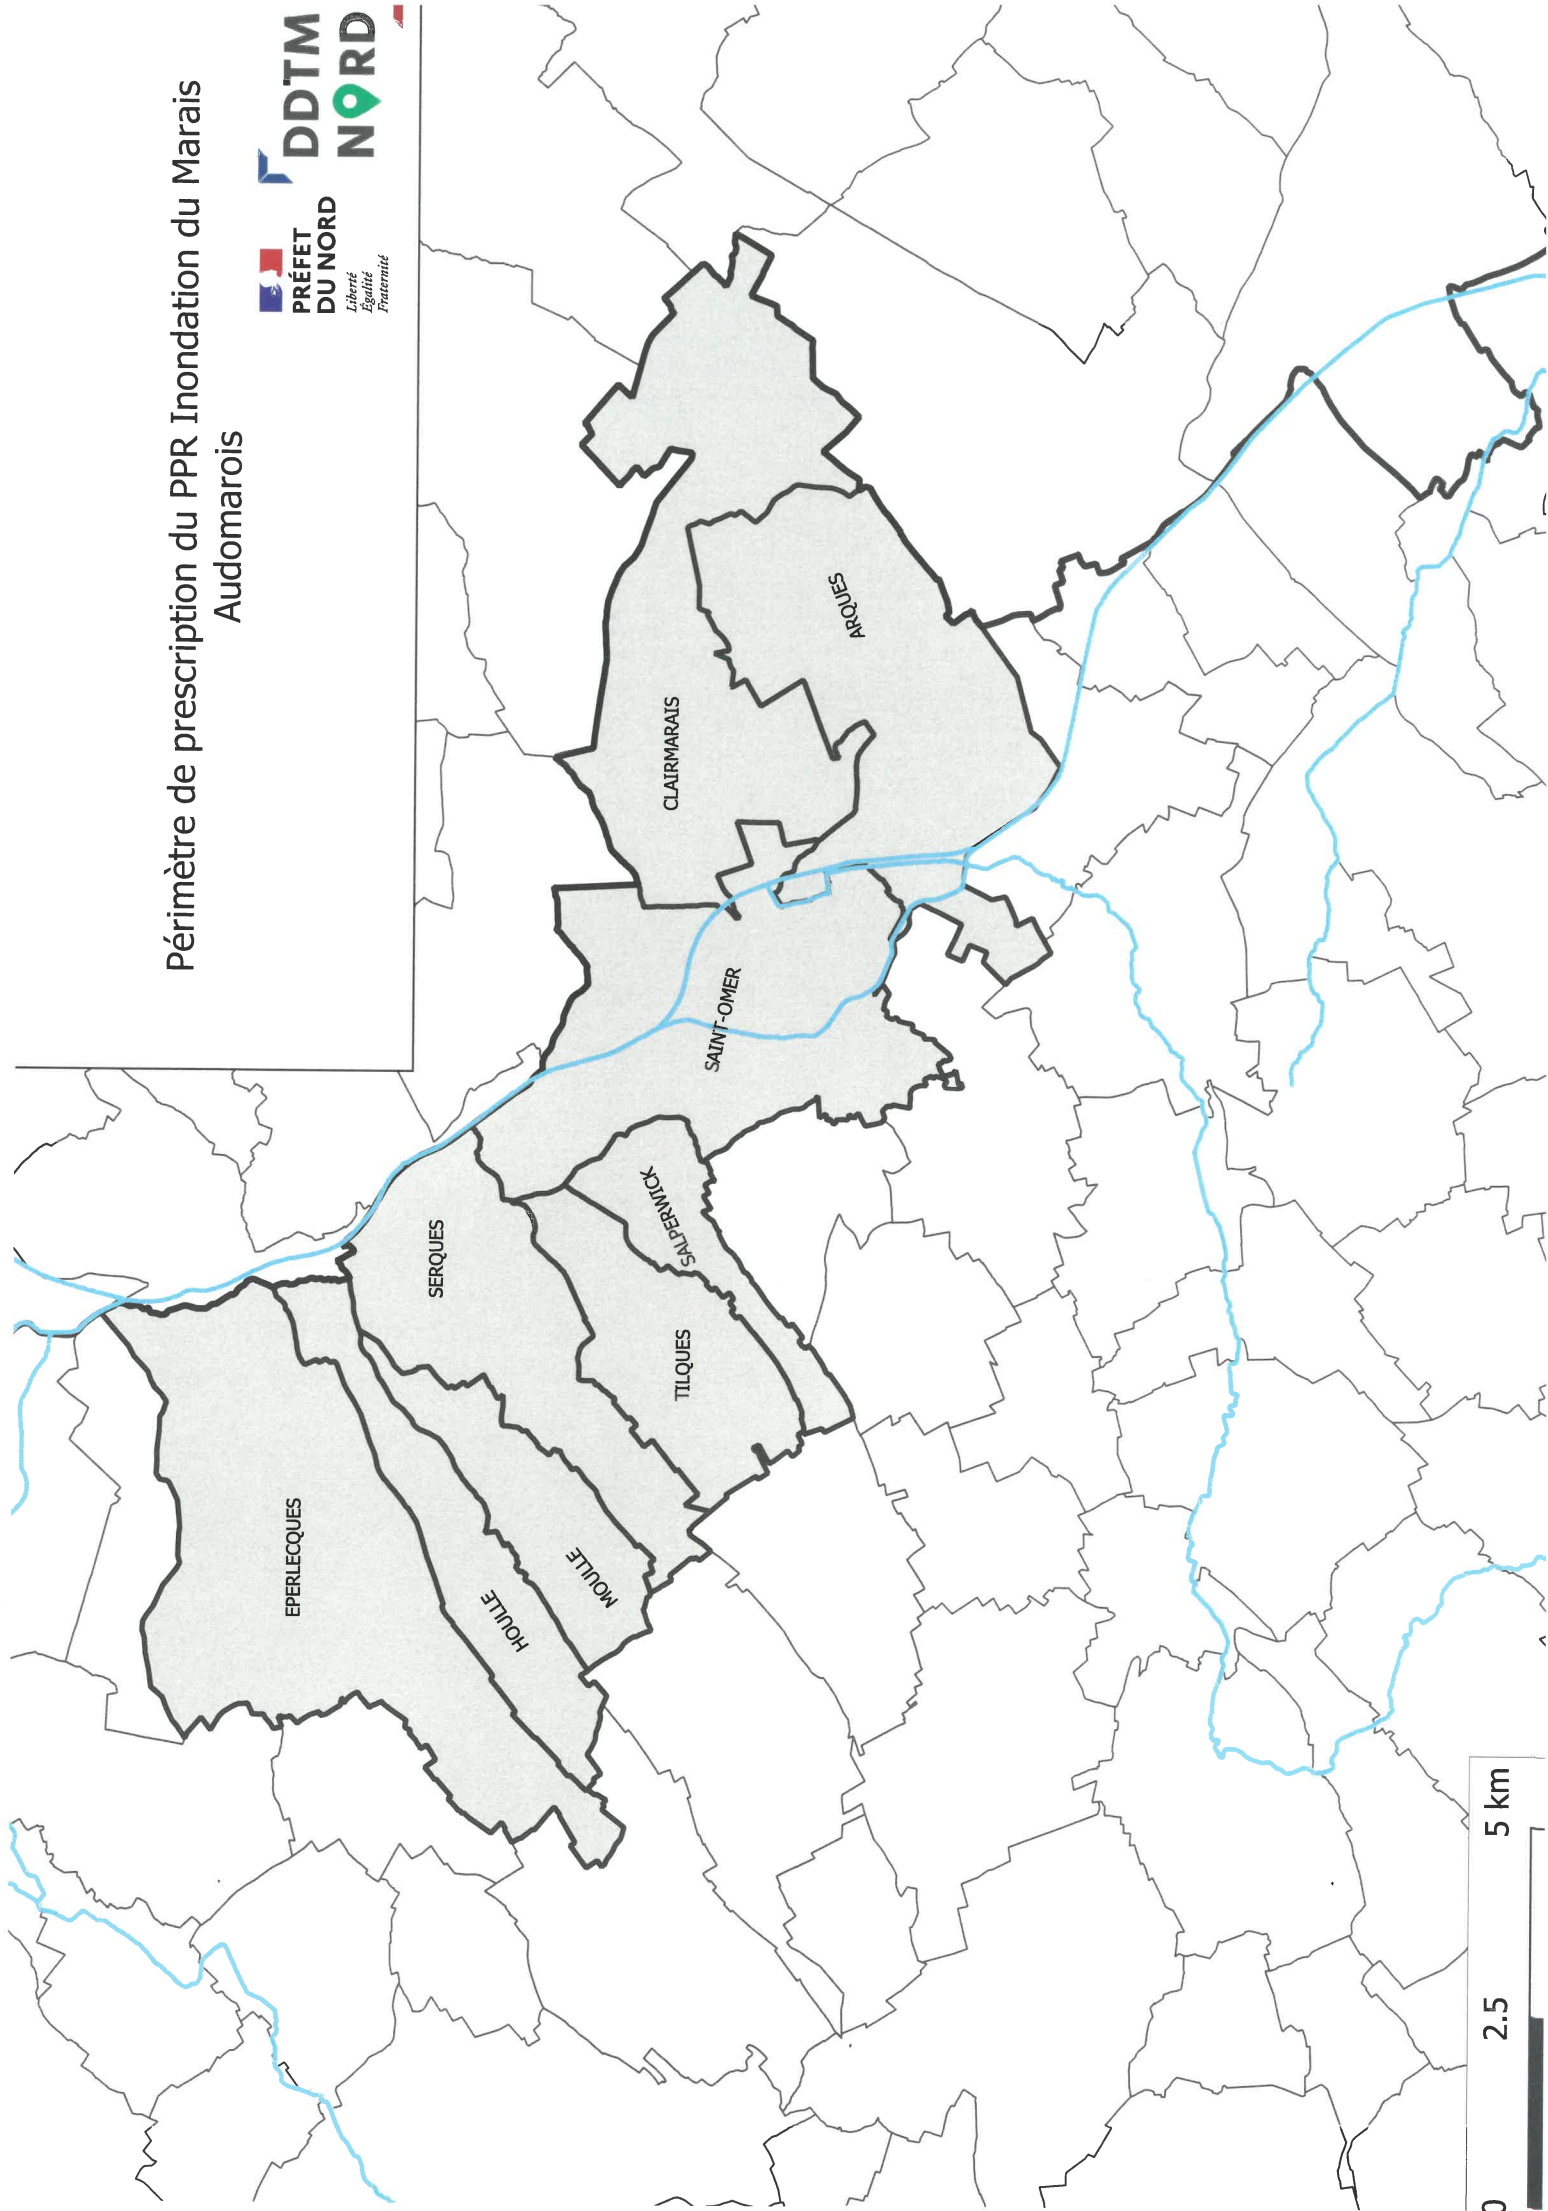 Périmètre de prescription du PPR Inondation du Marais
Audomarois
PRÉFET
DU NORD
Liberté
Égalité
Fraternité
DDTM
NORD
EPERLECQUES
HOULLE
MOULLE
SERQUES
TILQUES
SALPERWICK
SAINT-OMER
CLAIRMARAIS
ARQUES
0
2.5
5 km